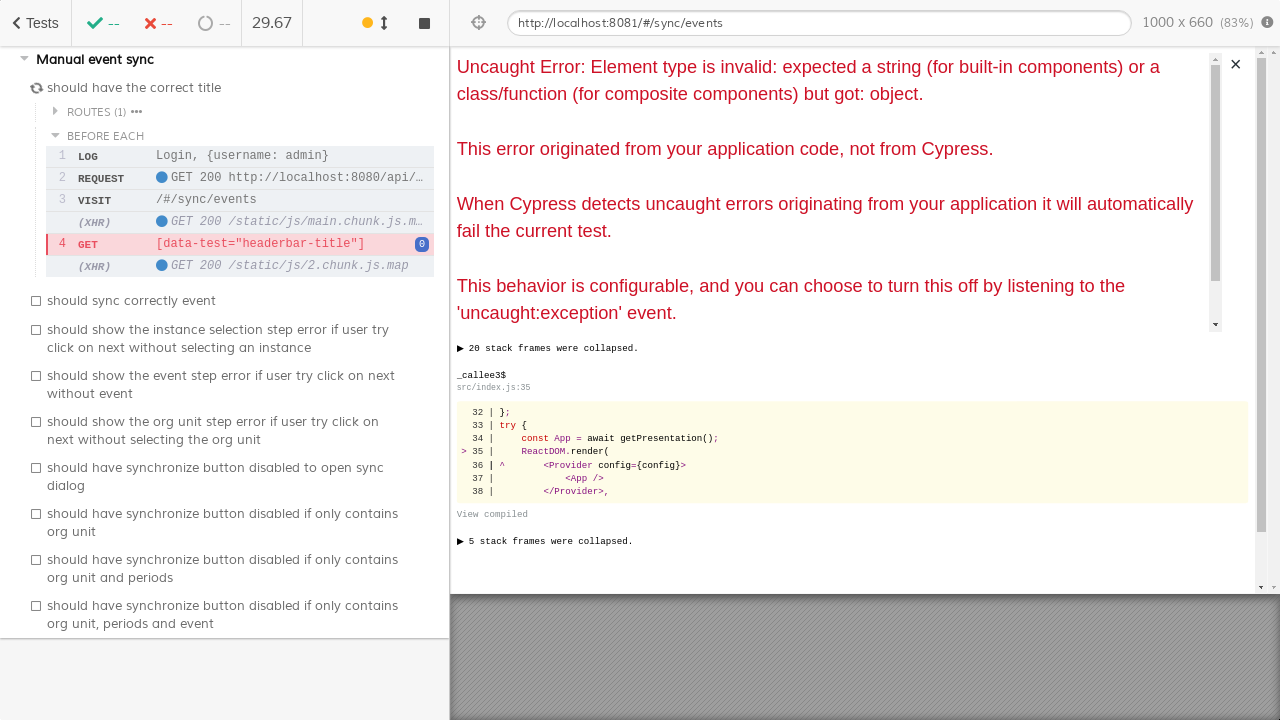 Tests
--
--
--
29.67
http://localhost:8081/#/sync/events
1000 x 660 (83%)
Manual event sync
should have the correct title
ROUTES (1)
BEFORE EACH
1 LOG Login, {username: admin}
2 REQUEST GET 200 http://localhost:8080/api/…
3 VISIT /#/sync/events
(XHR) GET 200 /static/js/main.chunk.js.m…
4 GET [data-test="headerbar-title"] 0
(XHR) GET 200 /static/js/2.chunk.js.map
should sync correctly event
should show the instance selection step error if user try
click on next without selecting an instance
should show the event step error if user try click on next
without event
should show the org unit step error if user try click on
next without selecting the org unit
should have synchronize button disabled to open sync
dialog
should have synchronize button disabled if only contains
org unit
should have synchronize button disabled if only contains
org unit and periods
should have synchronize button disabled if only contains
org unit, periods and event
Uncaught Error: Element type is invalid: expected a string (for built-in components) or a
class/function (for composite components) but got: object.
This error originated from your application code, not from Cypress.
When Cypress detects uncaught errors originating from your application it will automatically
fail the current test.
This behavior is configurable, and you can choose to turn this off by listening to the
'uncaught:exception' event.
▶ 20 stack frames were collapsed.
_callee3$
src/index.js:35
32 | };
33 | try {
34 |     const App = await getPresentation();
> 35 |     ReactDOM.render(
36 | ^       <Provider config={config}>
37 |             <App />
38 |         </Provider>,
View compiled
▶ 5 stack frames were collapsed.